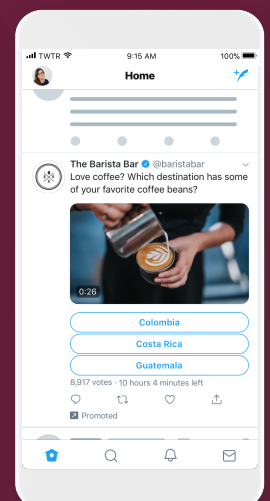 TWTR 9:15 AM 100%
Home
The Barista Bar @baristabar
Love coffee? Which destination has some
of your favorite coffee beans?
0:26
Colombia
Costa Rica
Guatemala
8,917 votes · 10 hours 4 minutes left
Promoted